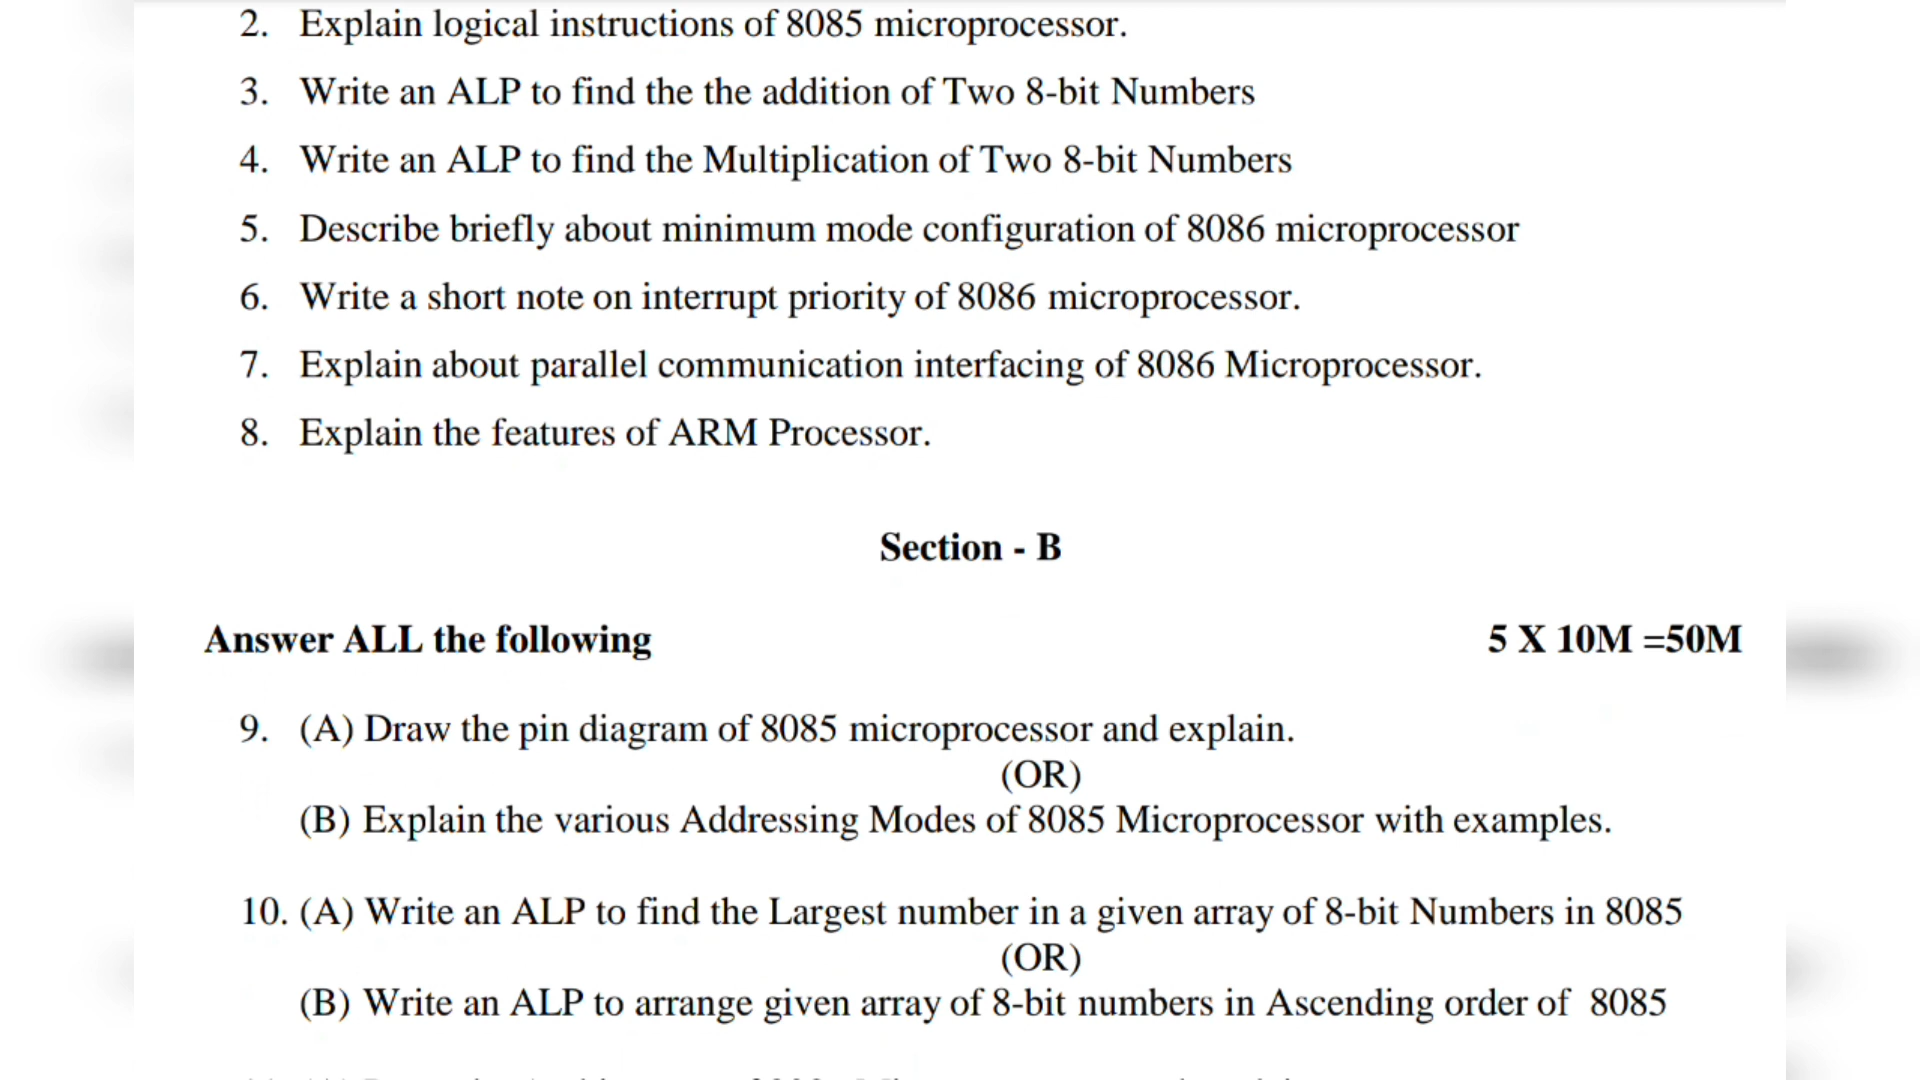 2. Explain logical instructions of 8085 microprocessor.
3. Write an ALP to find the the addition of Two 8-bit Numbers
4. Write an ALP to find the Multiplication of Two 8-bit Numbers
5. Describe briefly about minimum mode configuration of 8086 microprocessor
6. Write a short note on interrupt priority of 8086 microprocessor.
7. Explain about parallel communication interfacing of 8086 Microprocessor.
8. Explain the features of ARM Processor.
Section - B
Answer ALL the following 5 X 10M =50M
9. (A) Draw the pin diagram of 8085 microprocessor and explain.
(OR)
(B) Explain the various Addressing Modes of 8085 Microprocessor with examples.
10. (A) Write an ALP to find the Largest number in a given array of 8-bit Numbers in 8085
(OR)
(B) Write an ALP to arrange given array of 8-bit numbers in Ascending order of 8085